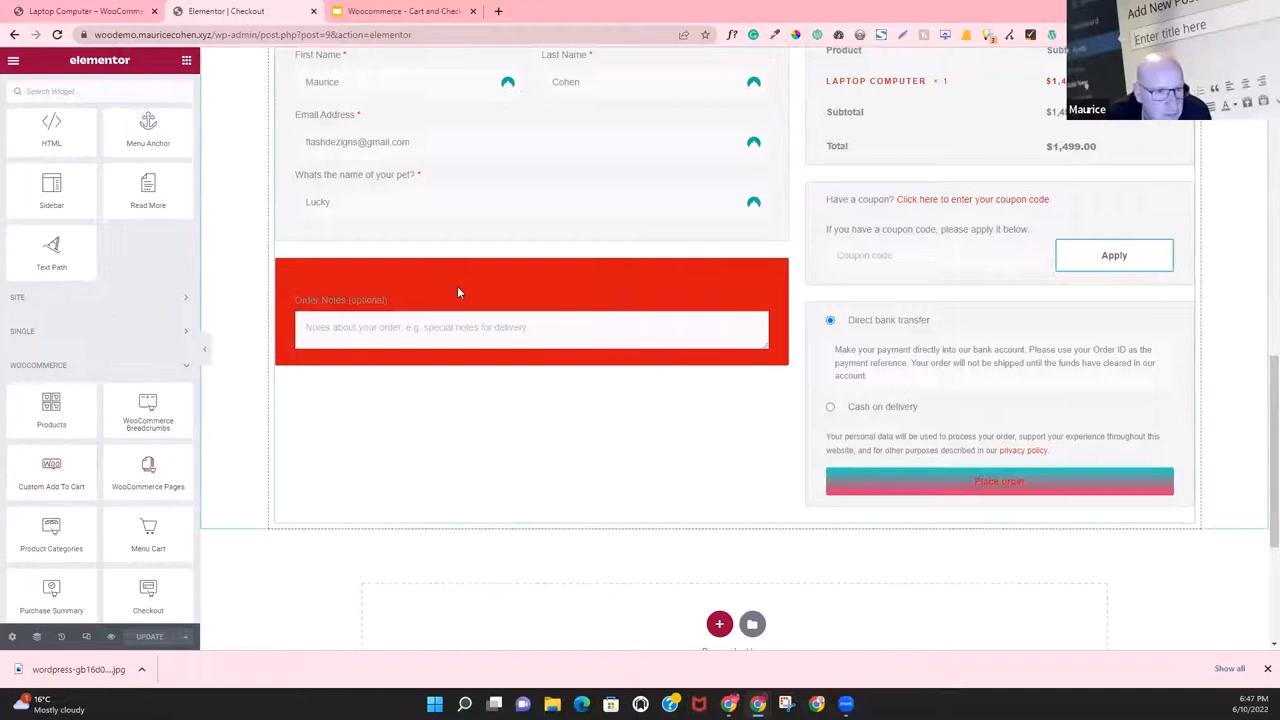 Laptop Computer – WooComme
Elementor | Checkout
Woocommerce - Cart and Check
woodemo.mauricecohen.xyz/wp-admin/post.php?post=9&action=elementor
Add New Pos
Enter title here
Maurice
elementor
Search Widget...
HTML
Menu Anchor
Sidebar
Read More
Text Path
SITE
SINGLE
WOOCOMMERCE
Products
WooCommerce Breadcrumbs
Custom Add To Cart
WooCommerce Pages
Product Categories
Menu Cart
Purchase Summary
Checkout
UPDATE
First Name *
Last Name *
Maurice
Cohen
Email Address *
flashdezigns@gmail.com
Whats the name of your pet? *
Lucky
Order Notes (optional)
Notes about your order, e.g. special notes for delivery.
Product
LAPTOP COMPUTER × 1
Subtotal
Total
$1,499.00
Have a coupon? Click here to enter your coupon code
If you have a coupon code, please apply it below.
Coupon code
Apply
Direct bank transfer
Make your payment directly into our bank account. Please use your Order ID as the
payment reference. Your order will not be shipped until the funds have cleared in our
account.
Cash on delivery
Your personal data will be used to process your order, support your experience throughout this
website, and for other purposes described in our privacy policy.
Place order
wordpress-gb16d0....jpg
Show all
16°C
Mostly cloudy
6:47 PM
6/10/2022